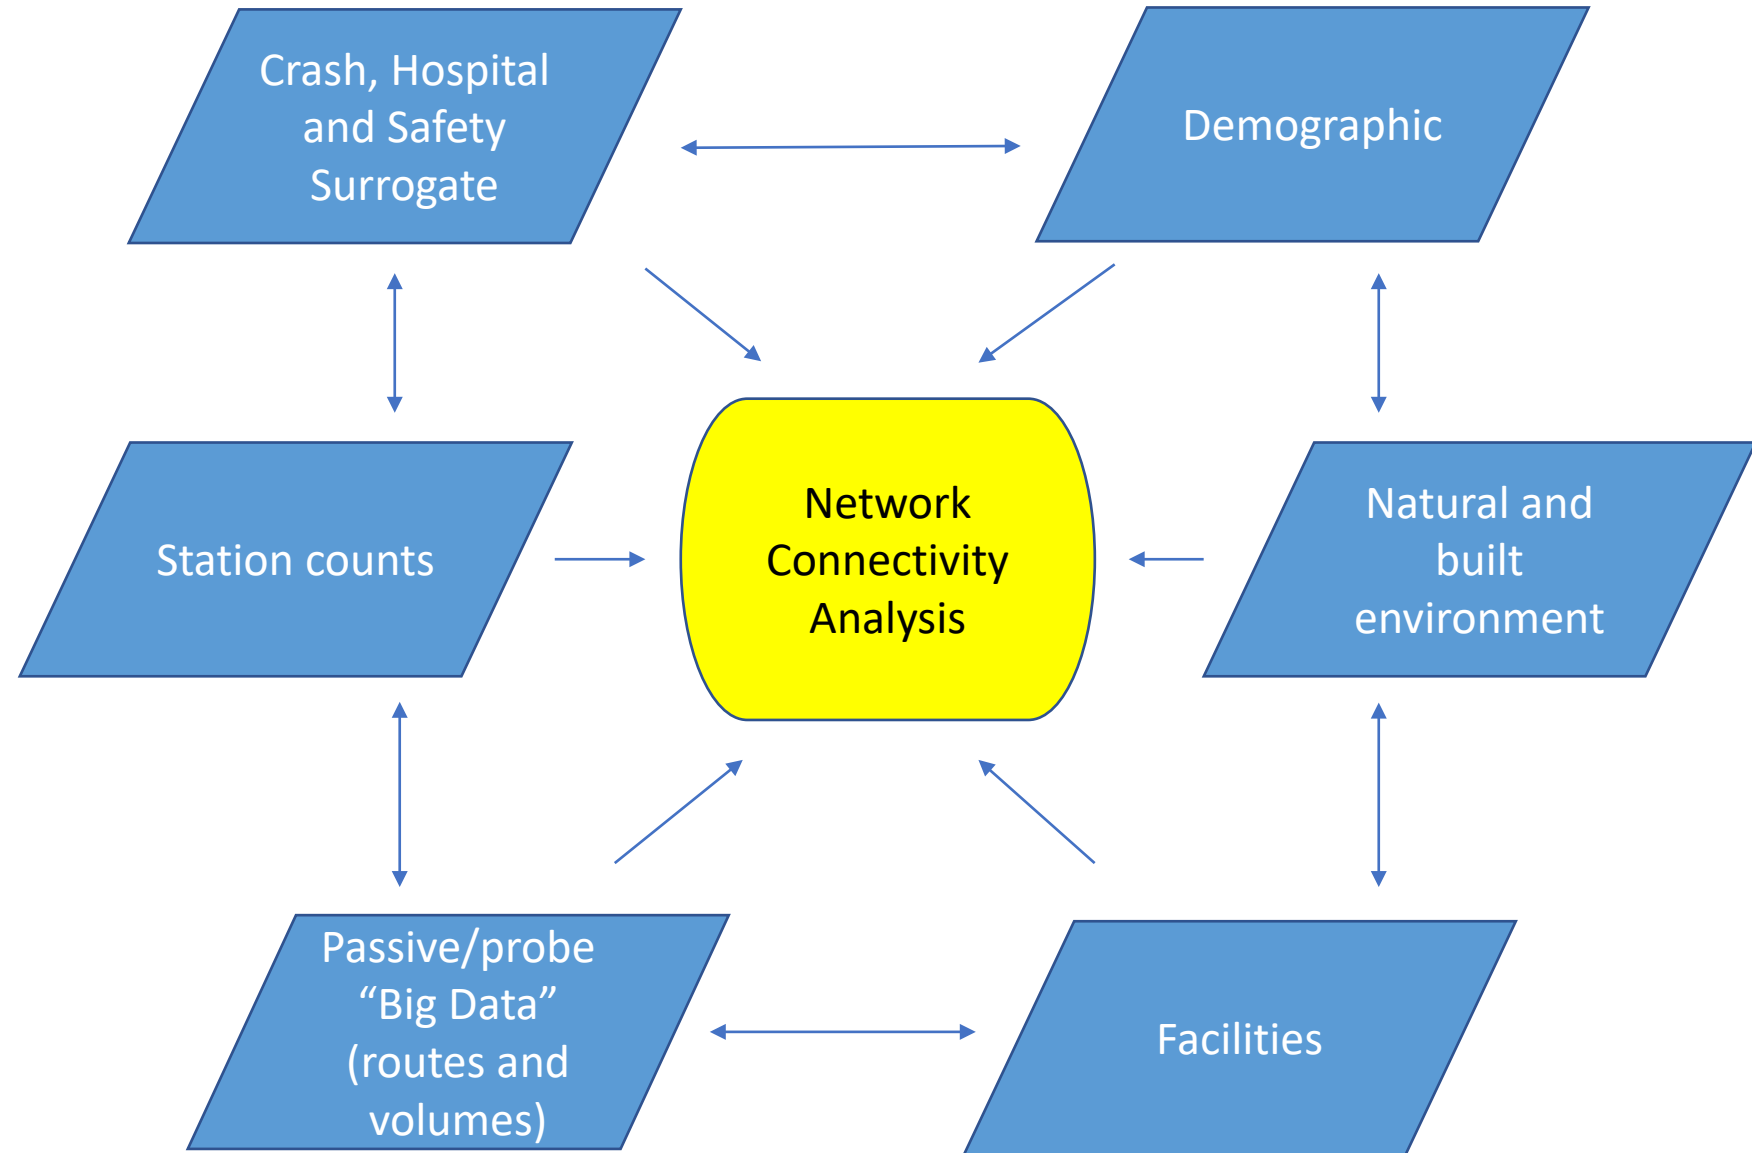 Crash, Hospital
and Safety
Surrogate
Demographic
Station counts
Network
Connectivity
Analysis
Natural and
built
environment
Passive/probe
“Big Data”
(routes and
volumes)
Facilities